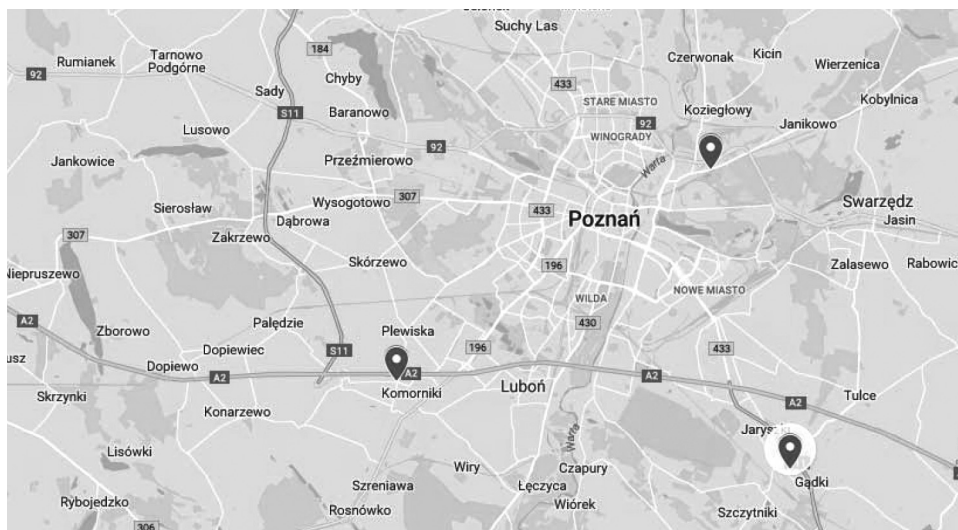 Suchy Las
Rumianek
Tarnowo
Podgórne
184
Czerwonak
Kicin
Wierzenica
92
Chyby
433
Sady
STARE MIASTO
Kobylnica
S11
Baranowo
Koziegłowy
Lusowo
92
WINOGRADY
Janikowo
92
Jankowice
Przeźmierowo
Warta
Sierosław
Wysogotowo
307
433
Poznań
Swarzędz
Dąbrowa
Jasin
307
Zakrzewo
Niepruszewo
Skórzewo
196
Zalasewo
Rabowic
NOWE MIASTO
WILDA
A2
Zborowo
Palędzie
Plewiska
430
usz
Dopiewiec
S11
196
433
Dopiewo
A2
A2
Luboń
A2
Skrzynki
Komorniki
Tulce
A2
Konarzewo
Warta
Lisówki
Wiry
Czapury
A2
Rybojedzko
Szreniawa
Łęczyca
Gądki
Rosnówko
Wiórek
Szczytniki
306